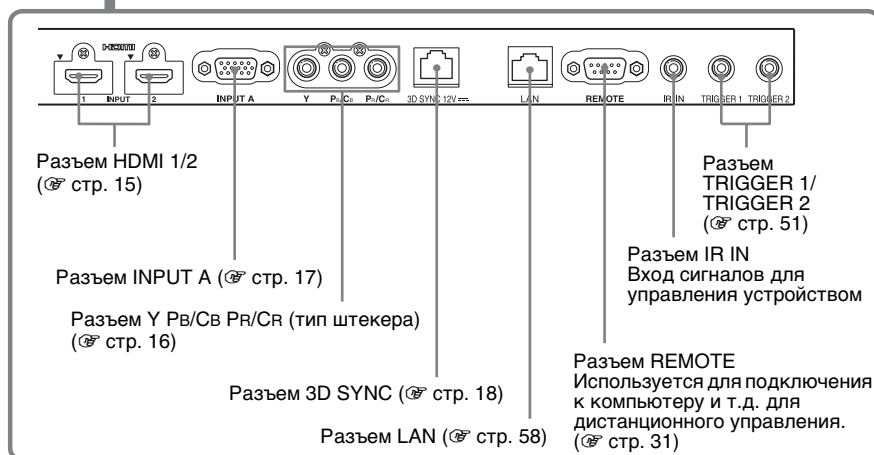 HDMI
1 INPUT 2
INPUT A
Y PB/CB PR/CR
3D SYNC 12V
LAN
REMOTE
IR IN
TRIGGER 1 TRIGGER 2
Разъем HDMI 1/2
(☞ стр. 15)
Разъем INPUT A (☞ стр. 17)
Разъем Y PB/CB PR/CR (тип штекера)
(☞ стр. 16)
Разъем 3D SYNC (☞ стр. 18)
Разъем LAN (☞ стр. 58)
Разъем
TRIGGER 1/
TRIGGER 2
(☞ стр. 51)
Разъем IR IN
Вход сигналов для
управления устройством
Разъем REMOTE
Используется для подключения
к компьютеру и т.д. для
дистанционного управления.
(☞ стр. 31)